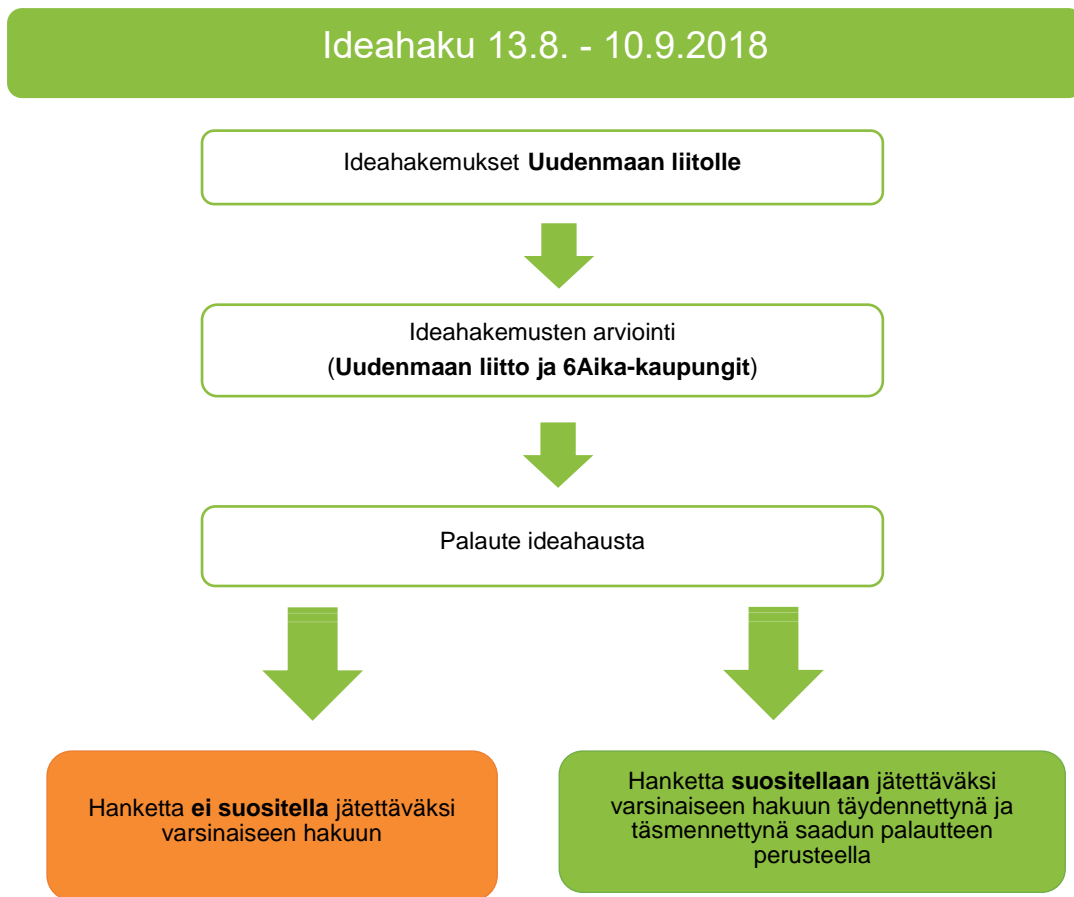 Ideahaku 13.8. - 10.9.2018
Ideahakemukset Uudenmaan liitolle
Ideahakemusten arviointi
(Uudenmaan liitto ja 6Aika-kaupungit)
Palaute ideahausta
Hanketta ei suositella jätettäväksi
varsinaiseen hakuun
Hanketta suositellaan jätettäväksi
varsinaiseen hakuun täydennettynä ja
täsmennettynä saadun palautteen
perusteella